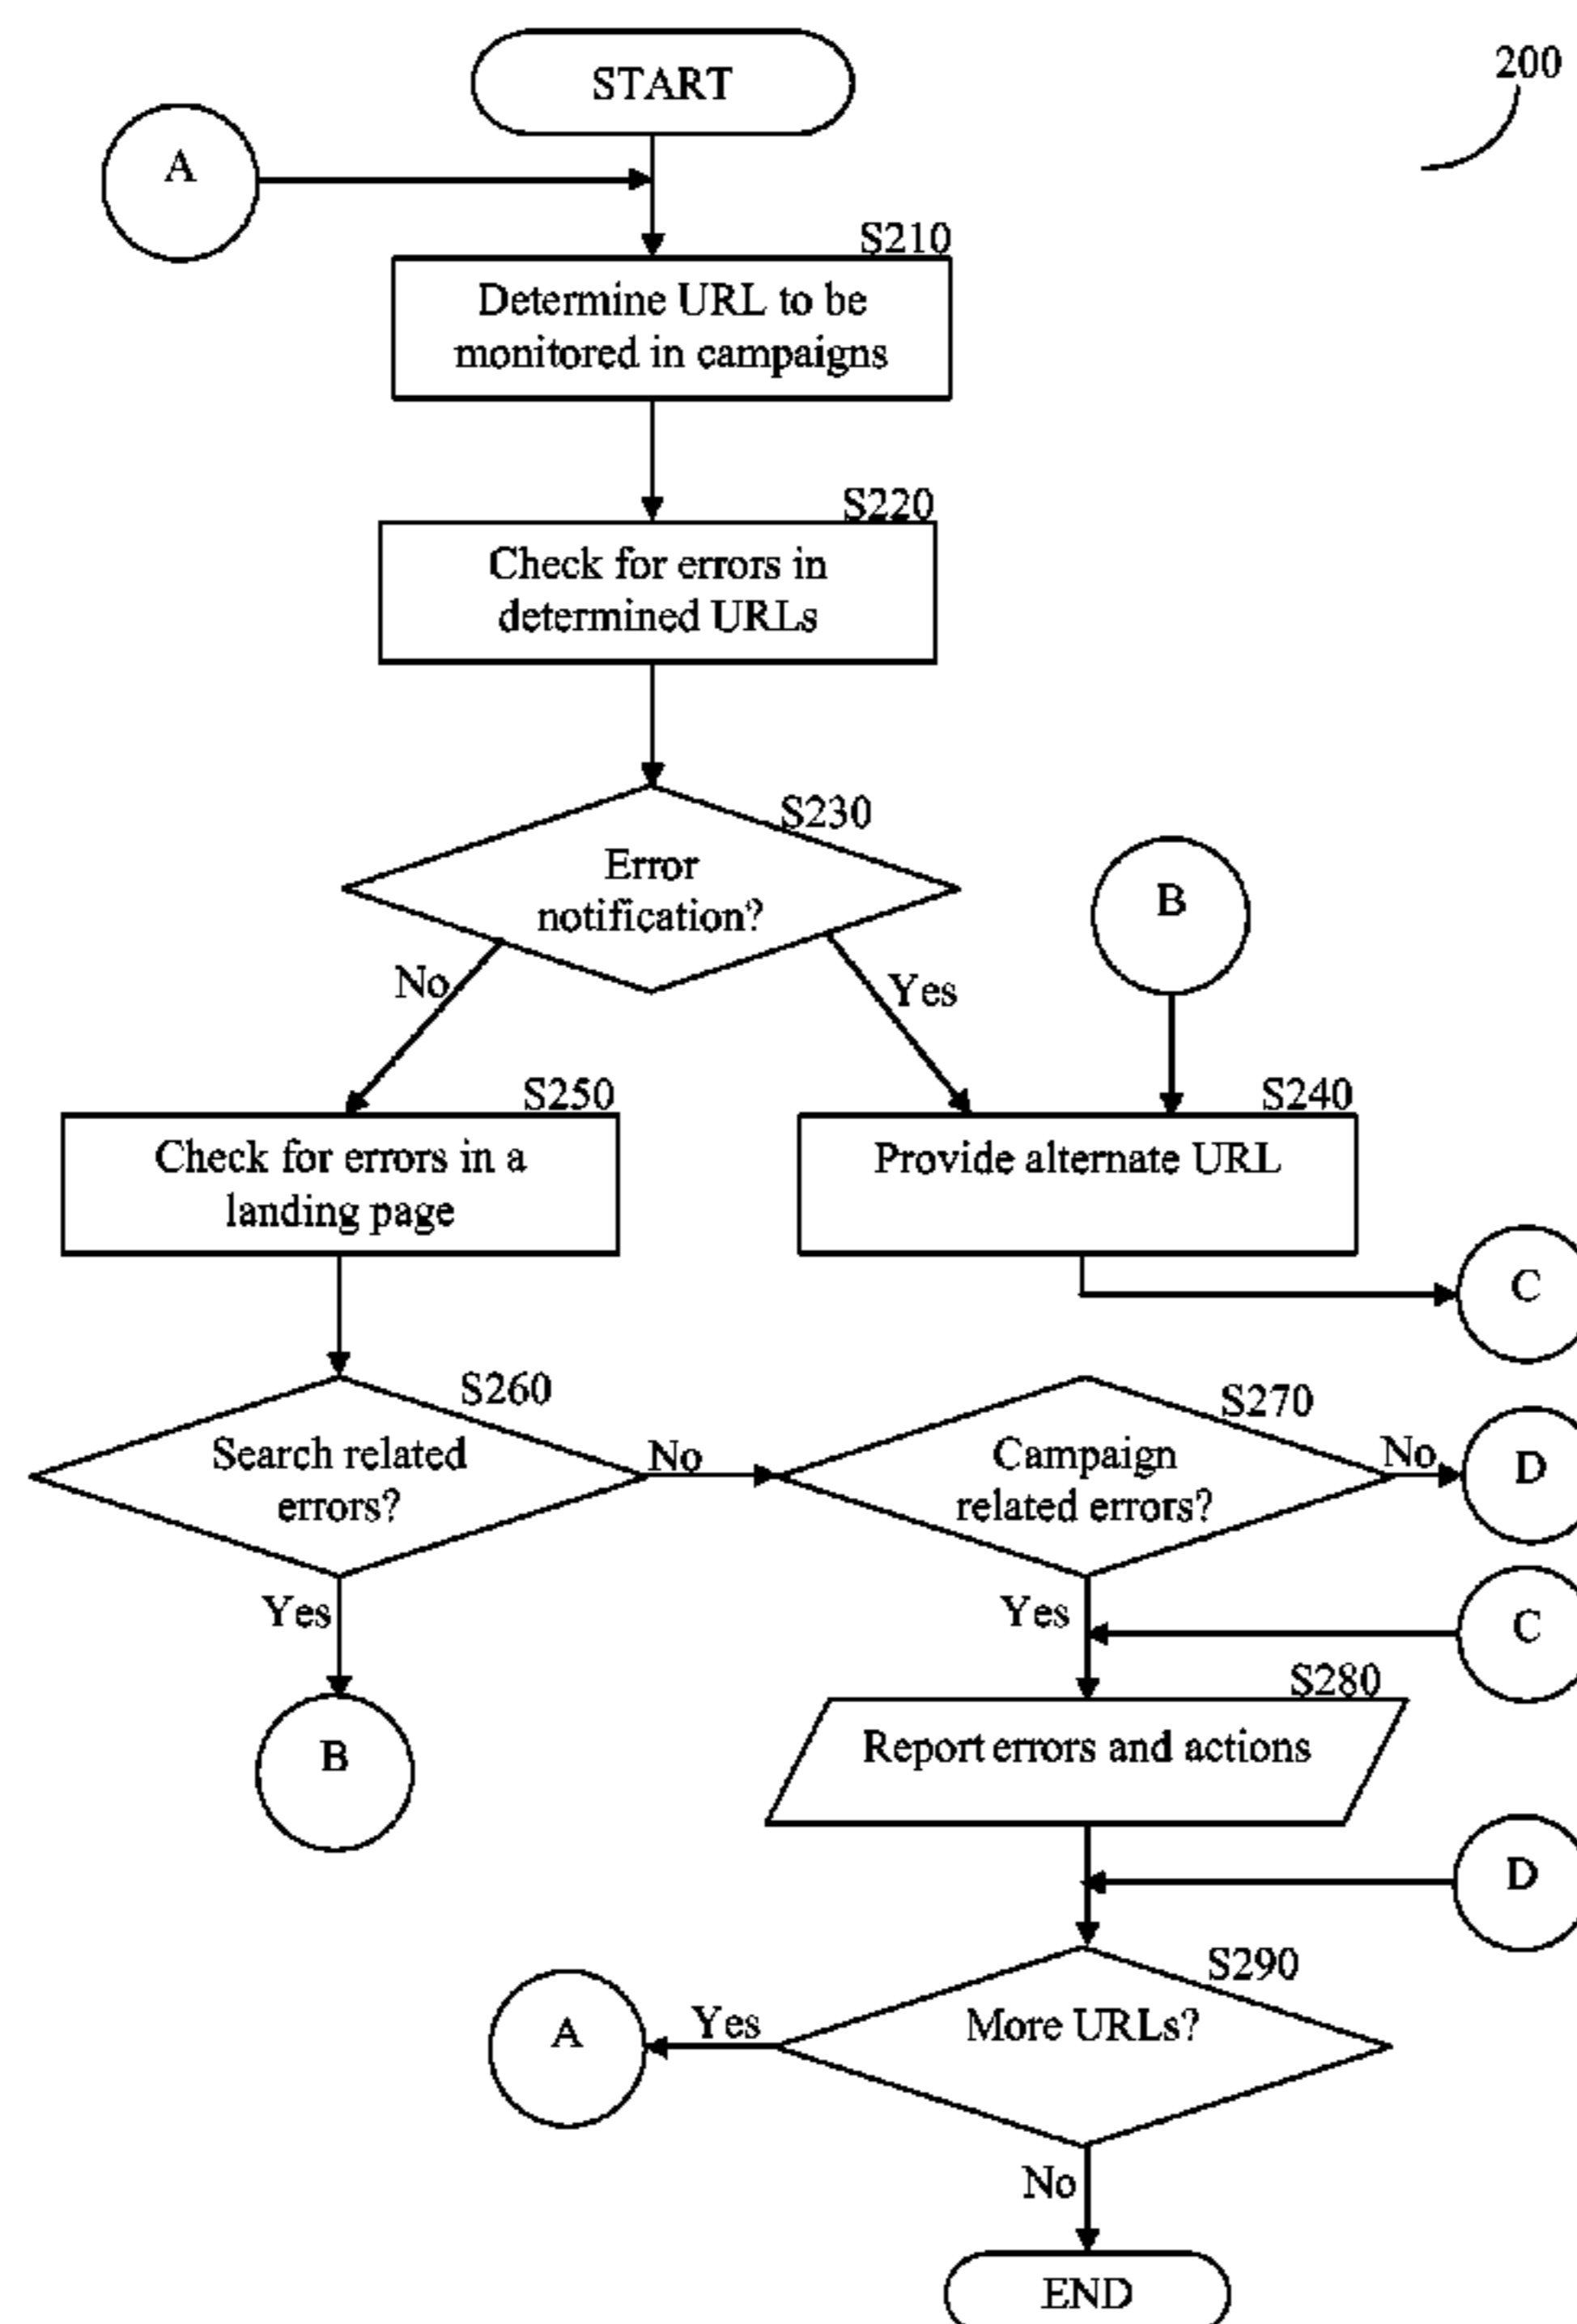 START
200
A
S210
Determine URL to be
monitored in campaigns
S220
Check for errors in
determined URLs
S230
Error
notification?
B
No
Yes
S250
S240
Check for errors in a
landing page
Provide alternate URL
C
S260
S270
Search related
errors?
No
Campaign
related errors?
No
D
Yes
Yes
C
S280
B
Report errors and actions
D
S290
A
Yes
More URLs?
No
END